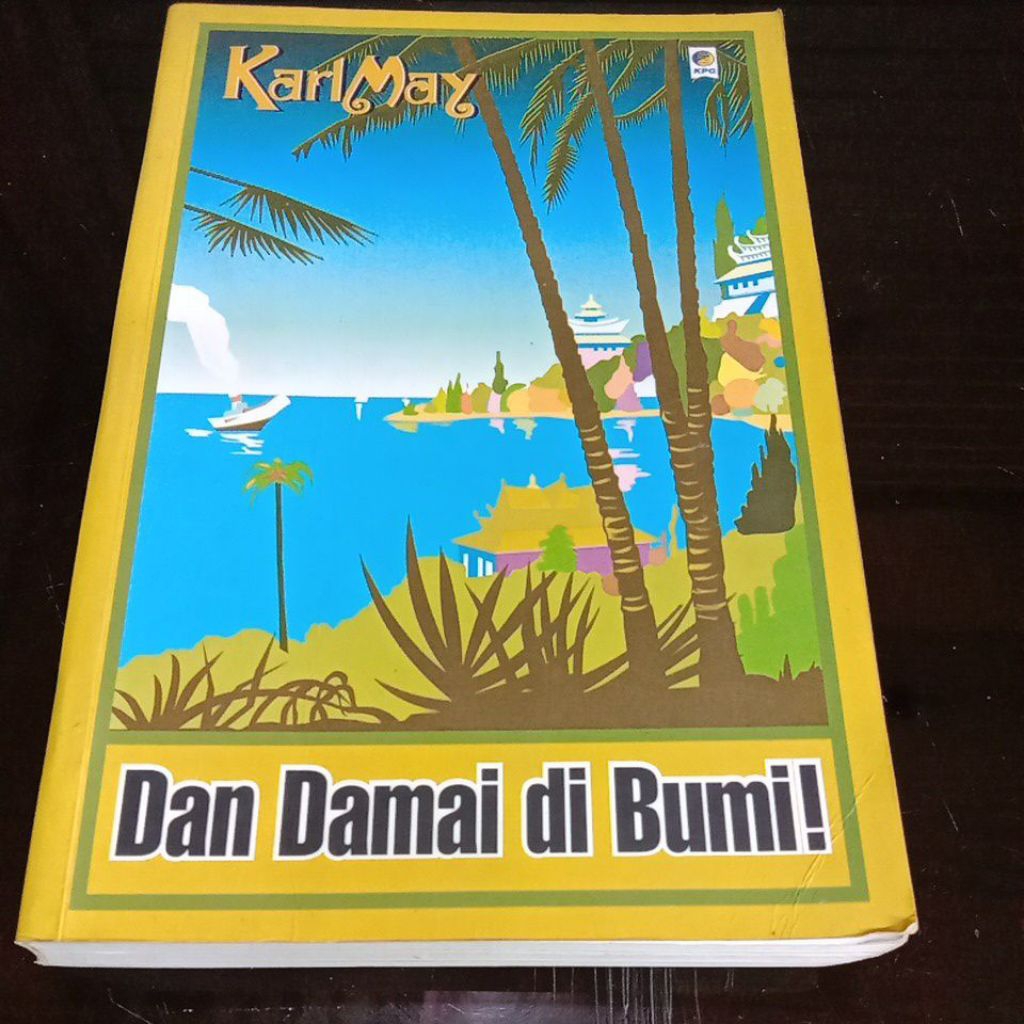 Karl May
KPG
Dan Damai di Bumi!